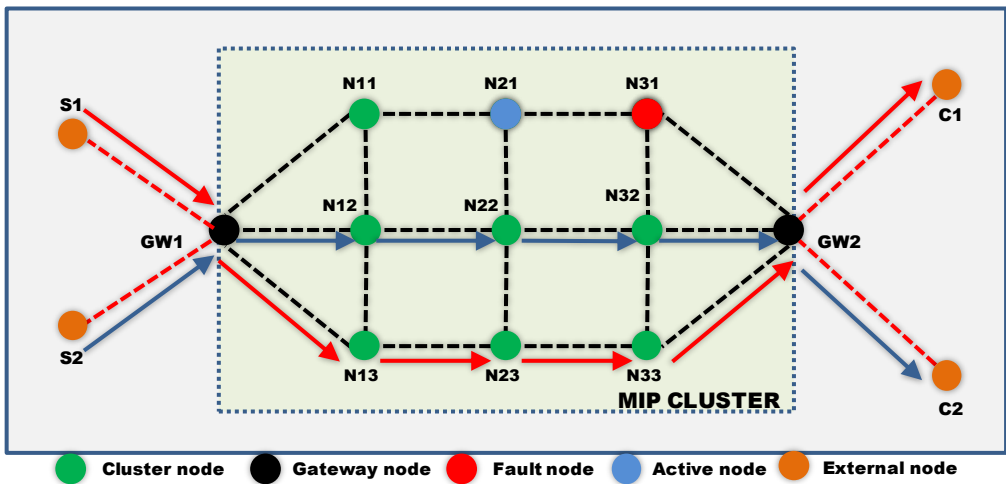 N11 N21 N31
S1
C1
N12 N22 N32
GW1 GW2
S2
N13 N23 N33
MIP CLUSTER
C2
Cluster node Gateway node Fault node Active node External node